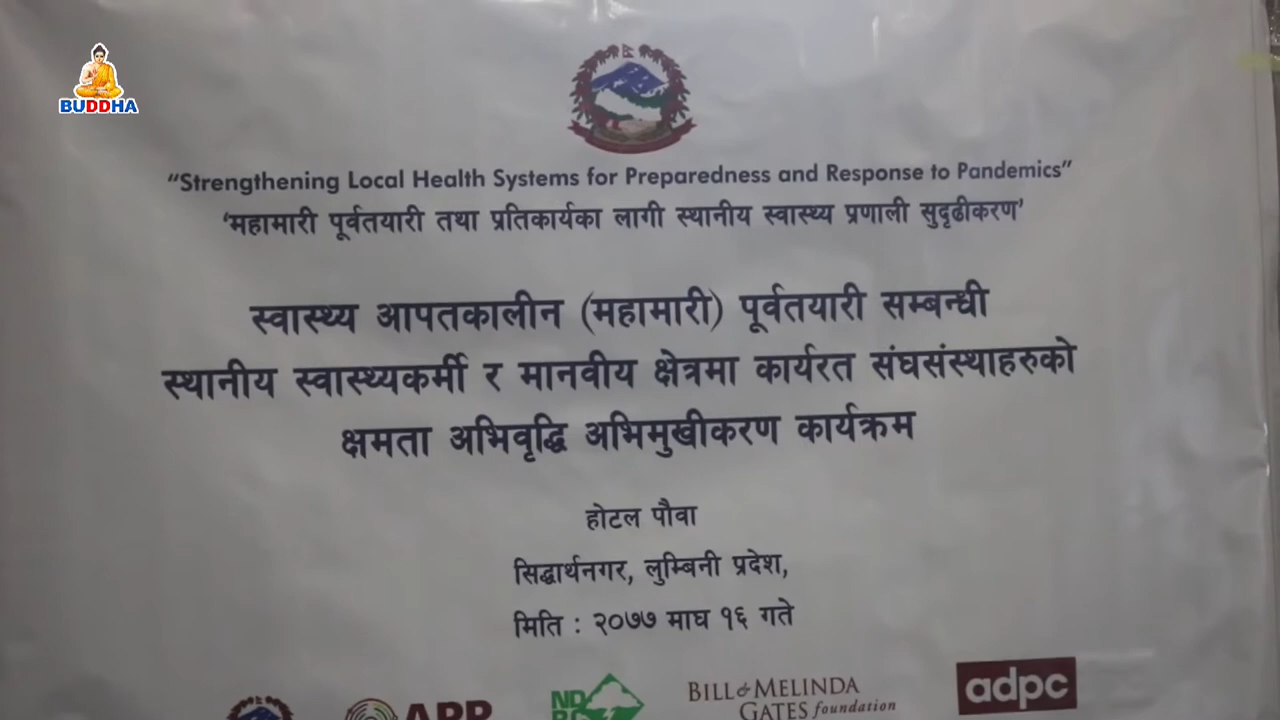 BUDDHA
“Strengthening Local Health Systems for Preparedness and Response to Pandemics”
‘महामारी पूर्वतयारी तथा प्रतिकार्यका लागी स्थानीय स्वास्थ्य प्रणाली सुदृढीकरण’
स्वास्थ्य आपतकालीन (महामारी) पूर्वतयारी सम्बन्धी
स्थानीय स्वास्थ्यकर्मी र मानवीय क्षेत्रमा कार्यरत संघसंस्थाहरुको
क्षमता अभिवृद्धि अभिमुखीकरण कार्यक्रम
होटल पौवा
सिद्धार्थनगर, लुम्बिनी प्रदेश,
मिति : २०७७ माघ १६ गते
BILL & MELINDA
GATES foundation
adpc